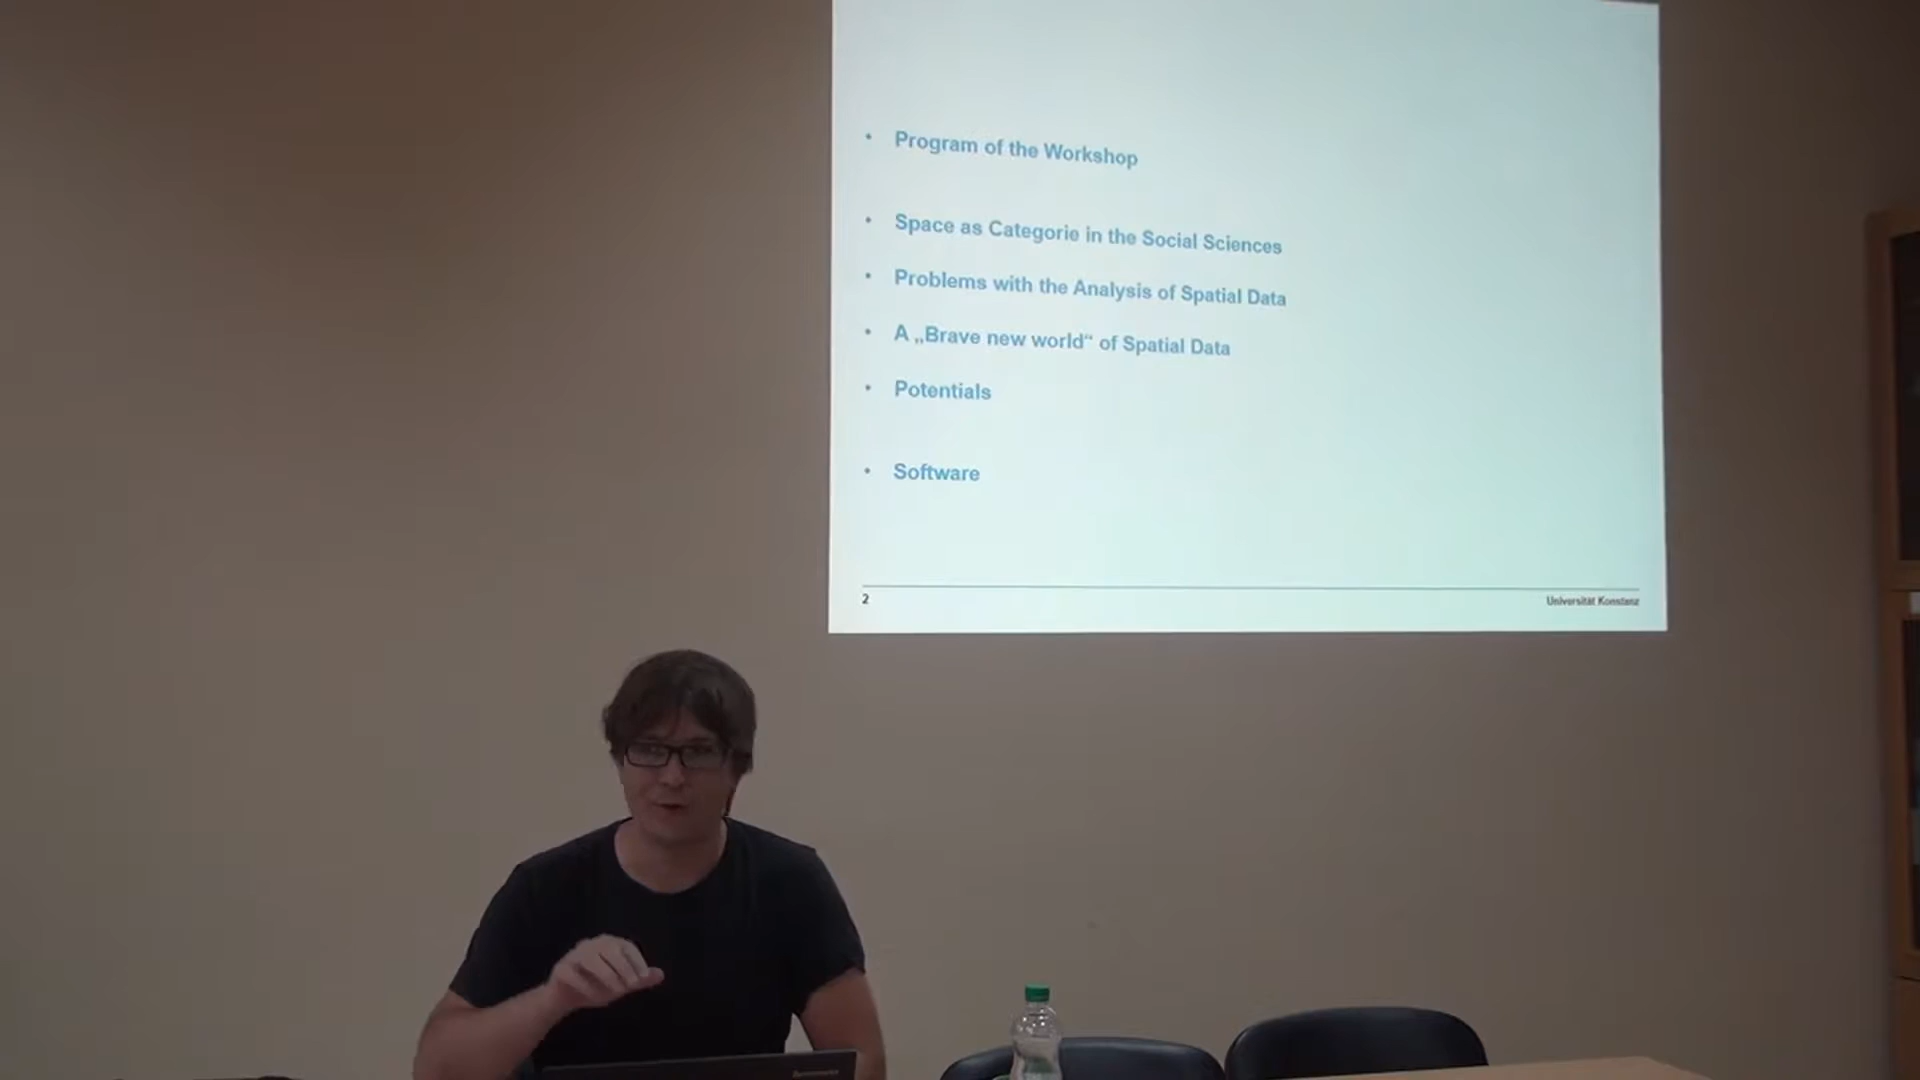 • Program of the Workshop
• Space as Categorie in the Social Sciences
• Problems with the Analysis of Spatial Data
• A „Brave new world“ of Spatial Data
• Potentials
• Software
2
Universität Konstanz